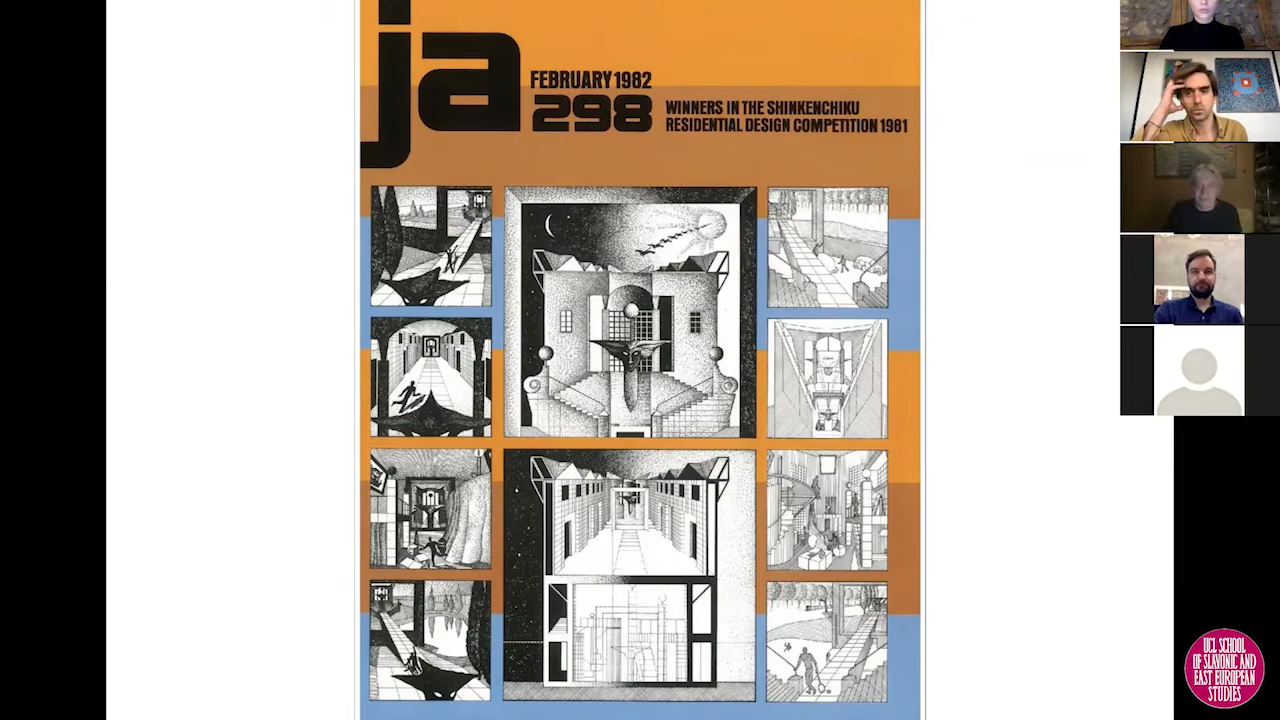 ja
FEBRUARY 1982
298
WINNERS IN THE SHINKENCHIKU
RESIDENTIAL DESIGN COMPETITION 1981
UCL SCHOOL
OF SLAVONIC AND
EAST EUROPEAN
STUDIES